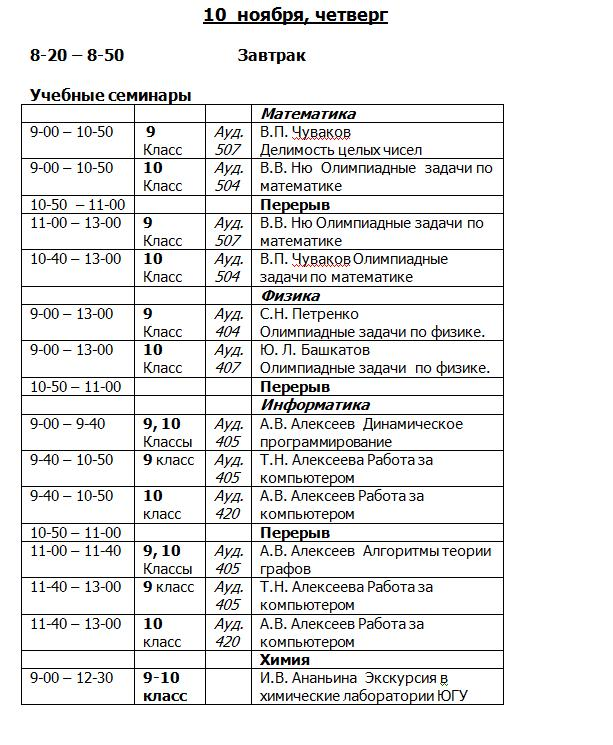 10 ноября, четверг
8-20 – 8-50 Завтрак
Учебные семинары
Математика
9-00 – 10-50 9 Ауд. В.П. Чуваков
Класс 507 Делимость целых чисел
9-00 – 10-50 10 Ауд. В.В. Ню Олимпиадные задачи по
Класс 504 математике
10-50 – 11-00 Перерыв
11-00 – 13-00 9 Ауд. В.В. Ню Олимпиадные задачи по
Класс 507 математике
10-40 – 13-00 10 Ауд. В.П. Чуваков Олимпиадные
Класс 504 задачи по математике
Физика
9-00 – 13-00 9 Ауд. С.Н. Петренко
Класс 404 Олимпиадные задачи по физике.
9-00 – 13-00 10 Ауд. Ю. Л. Башкатов
Класс 407 Олимпиадные задачи по физике.
10-50 – 11-00 Перерыв
Информатика
9-00 – 9-40 9, 10 Ауд. А.В. Алексеев Динамическое
Классы 405 программирование
9-40 – 10-50 9 класс Ауд. Т.Н. Алексеева Работа за
405 компьютером
9-40 – 10-50 10 Ауд. А.В. Алексеев Работа за
класс 420 компьютером
10-50 – 11-00 Перерыв
11-00 – 11-40 9, 10 Ауд. А.В. Алексеев Алгоритмы теории
Классы 405 графов
11-40 – 13-00 9 класс Ауд. Т.Н. Алексеева Работа за
405 компьютером
11-40 – 13-00 10 Ауд. А.В. Алексеев Работа за
класс 420 компьютером
Химия
9-00 – 12-30 9-10 И.В. Ананьина Экскурсия в
класс химические лаборатории ЮГУ